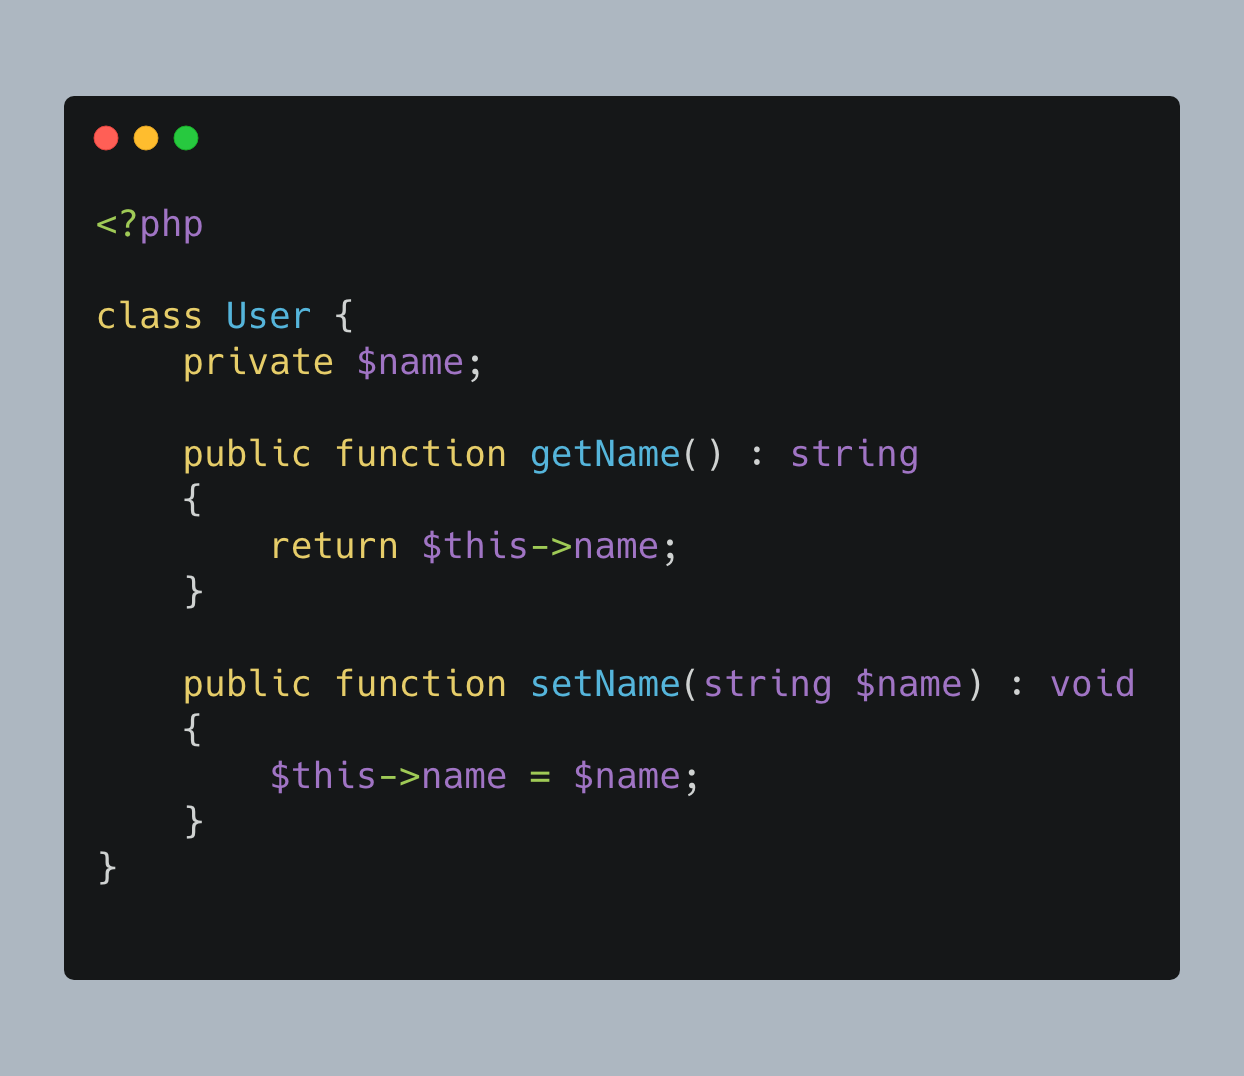 <?php

class User {
    private $name;

    public function getName() : string
    {
        return $this->name;
    }

    public function setName(string $name) : void
    {
        $this->name = $name;
    }
}